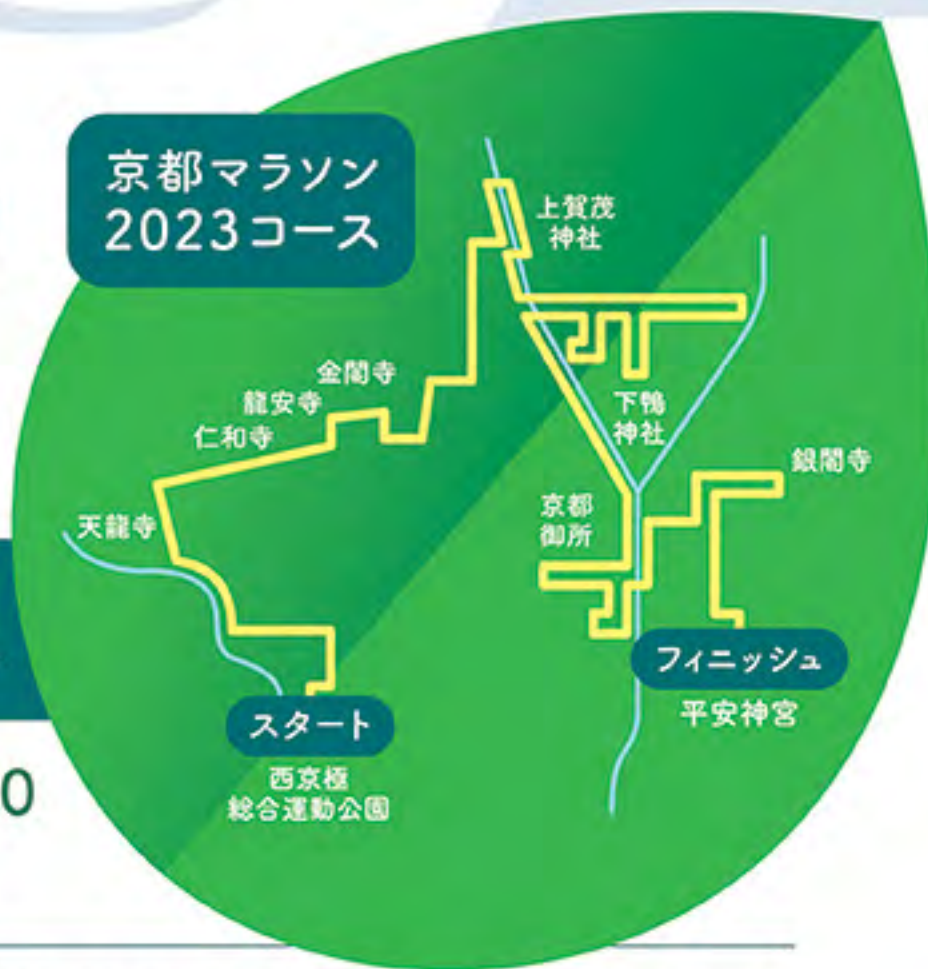 京都マラソン
2023コース
上賀茂
神社
金閣寺
龍安寺
仁和寺
下鴨
神社
銀閣寺
京都
御所
天龍寺
スタート
西京極
総合運動公園
フィニッシュ
平安神宮
0